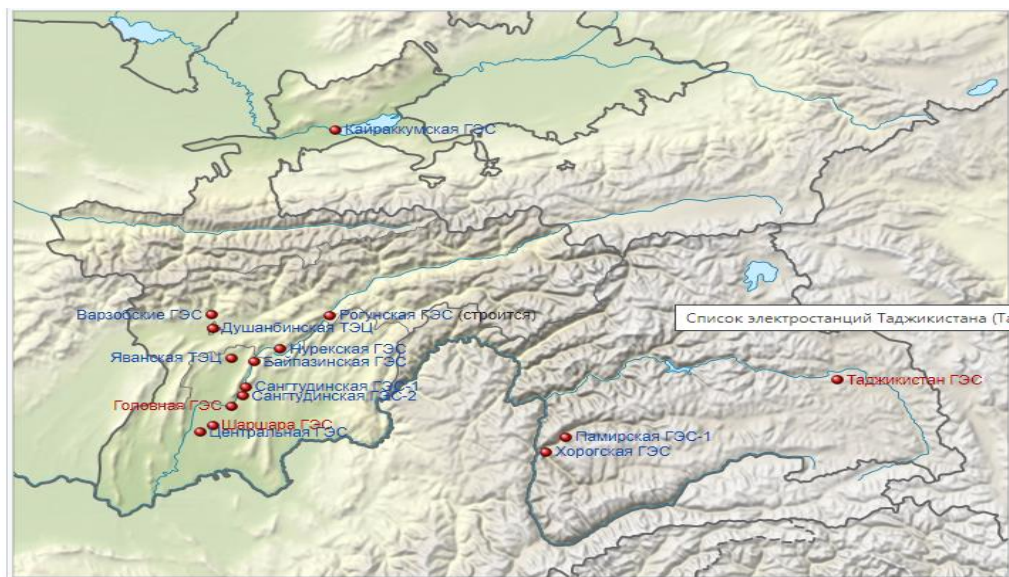 Кайраккумская ГЭС
Варзобские ГЭС
Рогунская ГЭС (строится)
Список электростанций Таджикистана (Та
Душанбинская ТЭЦ
Нурекская ГЭС
Яванская ТЭЦ
Байпазинская ГЭС
Таджикистан ГЭС
Сангтудинская ГЭС-1
Сангтудинская ГЭС-2
Головная ГЭС
Шаршара ГЭС
Центральная ГЭС
Памирская ГЭС-1
Хорогская ГЭС